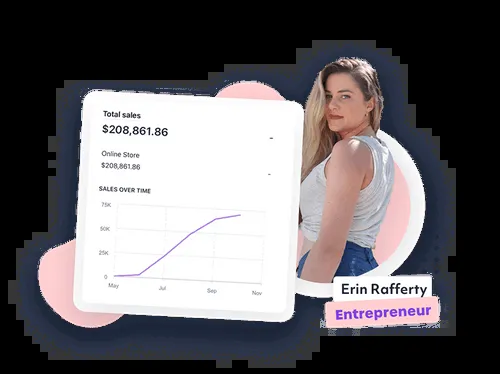 Total sales
$208,861.86
-
Online Store
$208,861.86
-
SALES OVER TIME
75K
50K
25K
0
May
Jul
Sep
Nov
Erin Rafferty
Entrepreneur